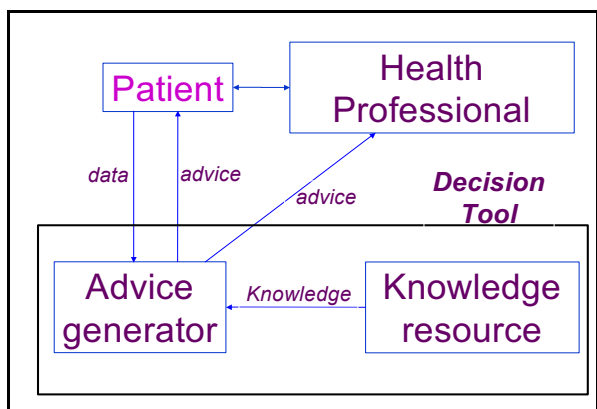 Patient
Health
Professional
data
advice
advice
Decision
Tool
Advice
generator
Knowledge
Knowledge
resource